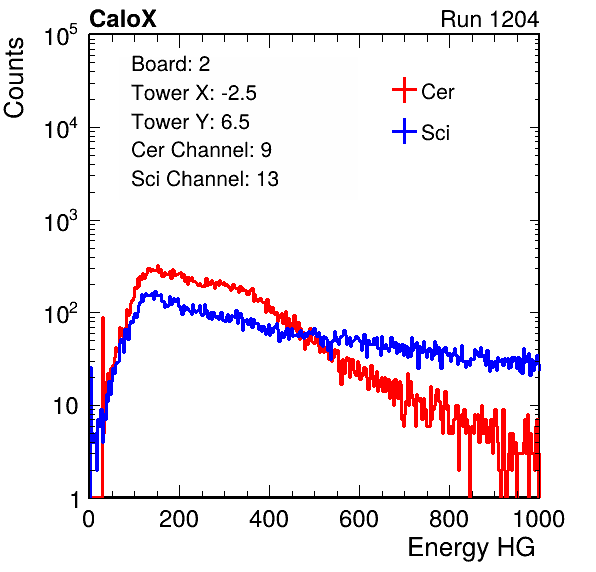 CaloX Run 1204
Counts
Board: 2
Tower X: -2.5
Tower Y: 6.5
Cer Channel: 9
Sci Channel: 13
Cer
Sci
10^5
10^4
10^3
10^2
10
1
0 200 400 600 800 1000
Energy HG